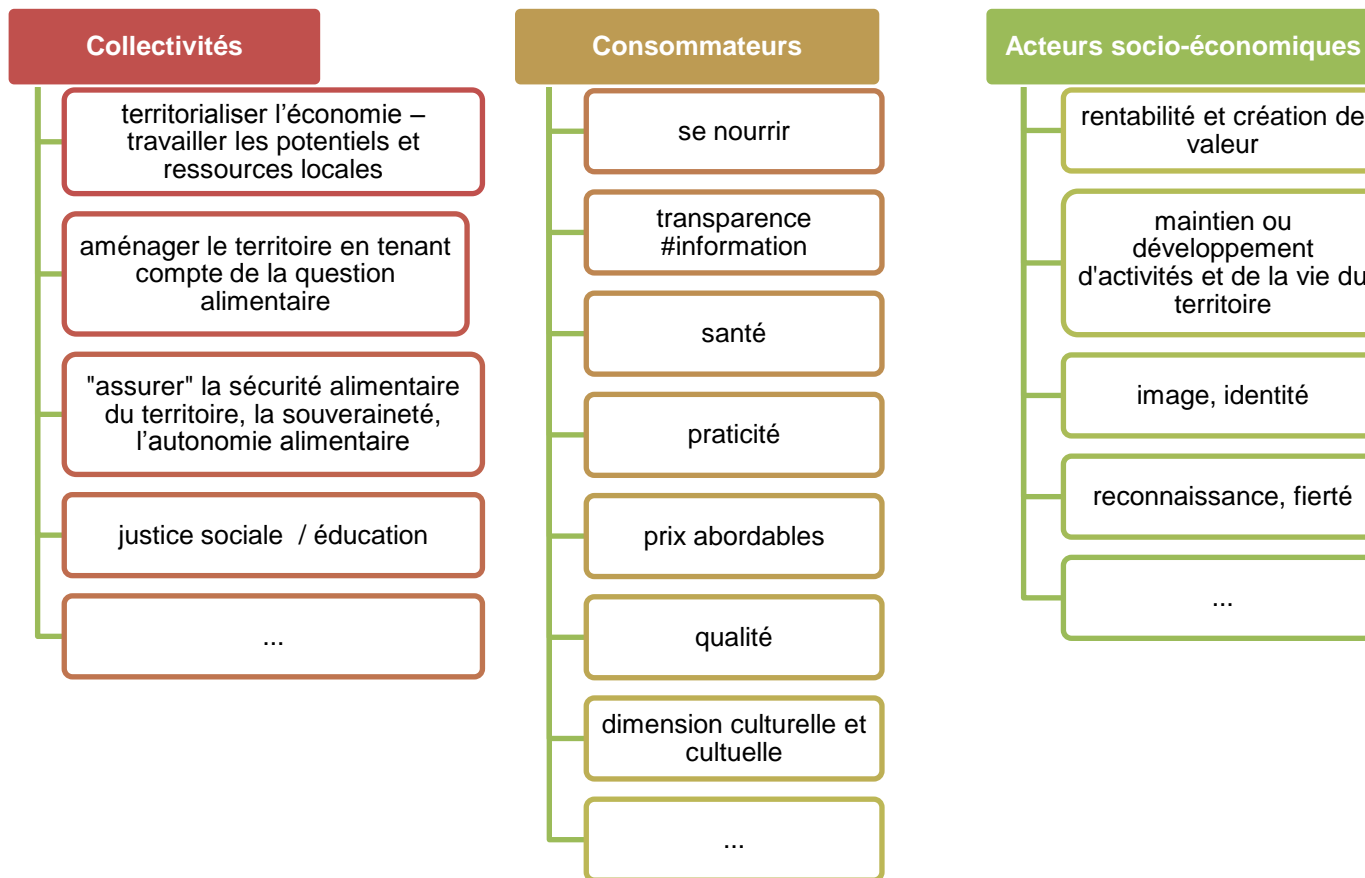 Collectivités
territorialiser l’économie –
travailler les potentiels et
ressources locales
aménager le territoire en tenant
compte de la question
alimentaire
"assurer" la sécurité alimentaire
du territoire, la souveraineté,
l’autonomie alimentaire
justice sociale / éducation
...
Consommateurs
se nourrir
transparence
#information
santé
praticité
prix abordables
qualité
dimension culturelle et
cultuelle
...
Acteurs socio-économiques
rentabilité et création de
valeur
maintien ou
développement
d'activités et de la vie du
territoire
image, identité
reconnaissance, fierté
...